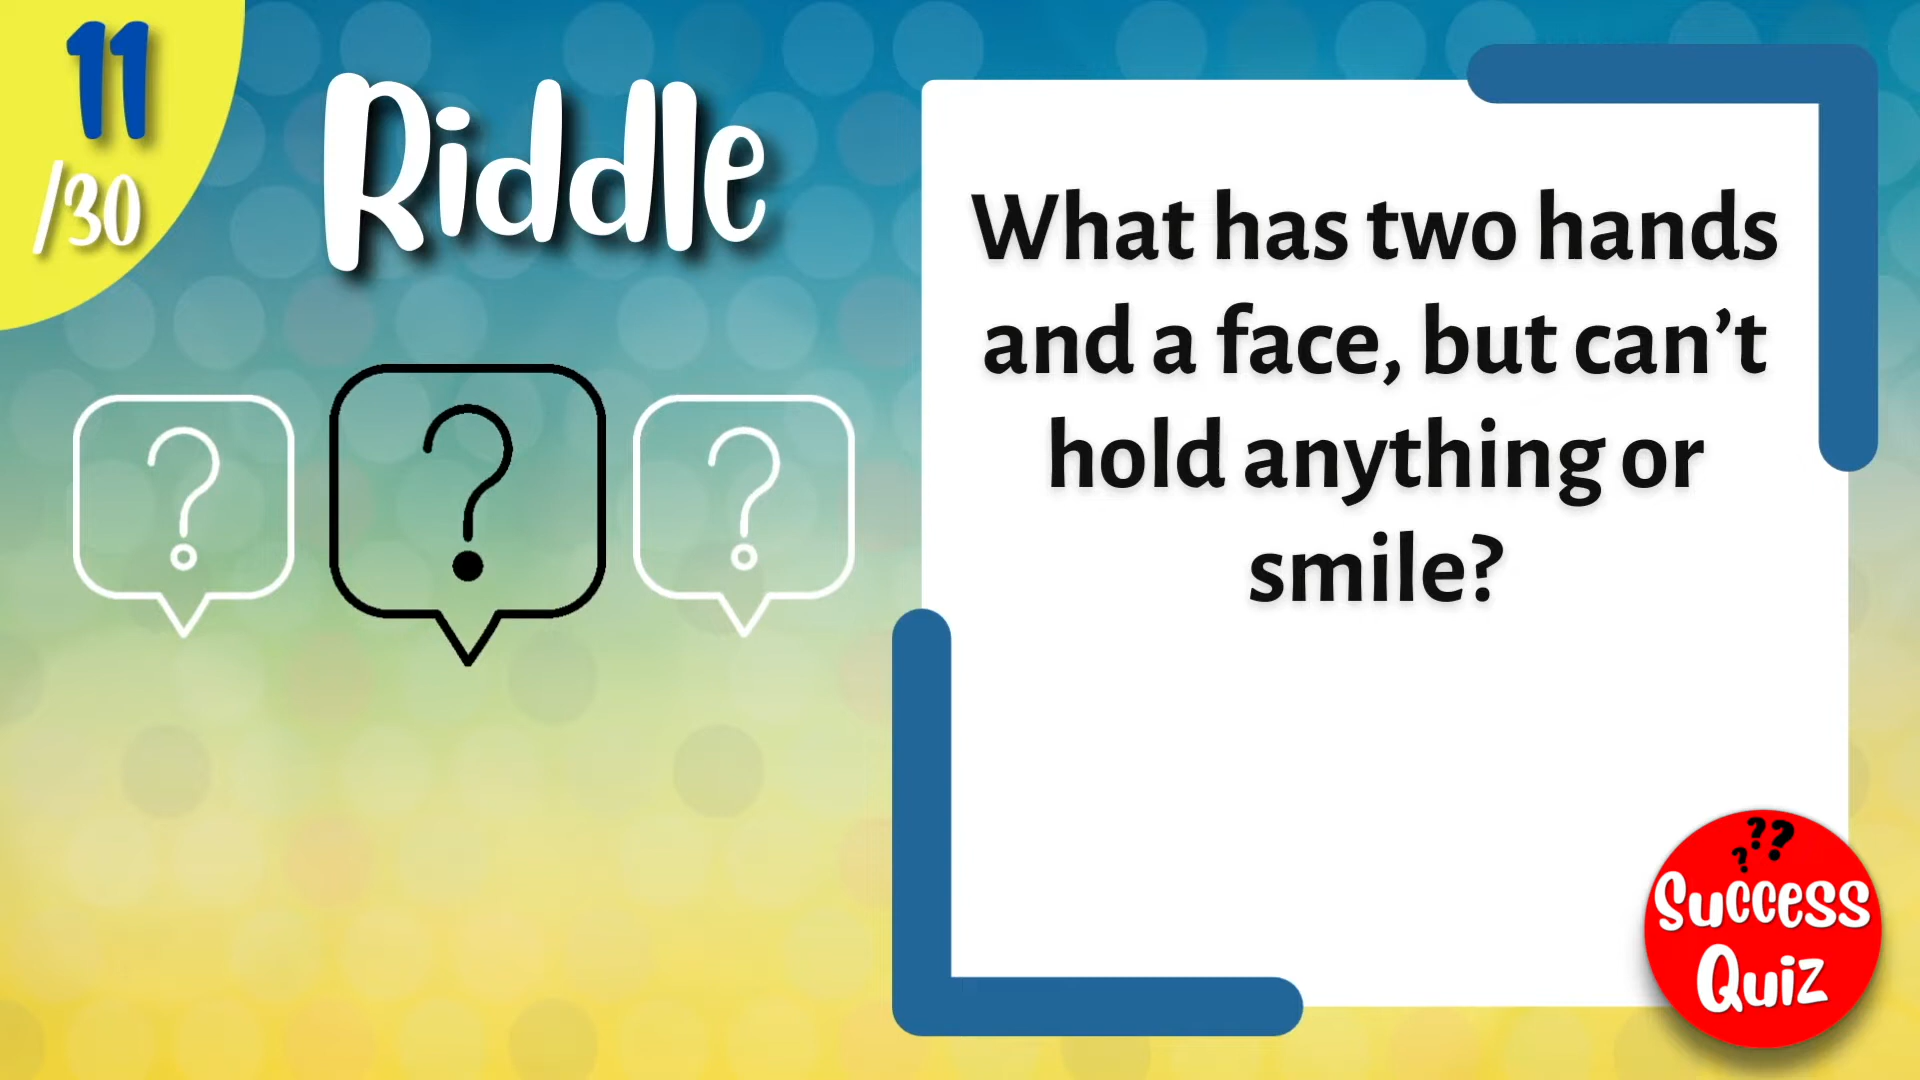 11
/30
Riddle
What has two hands
and a face, but can’t
hold anything or
smile?
? ? ?
???
Success
Quiz